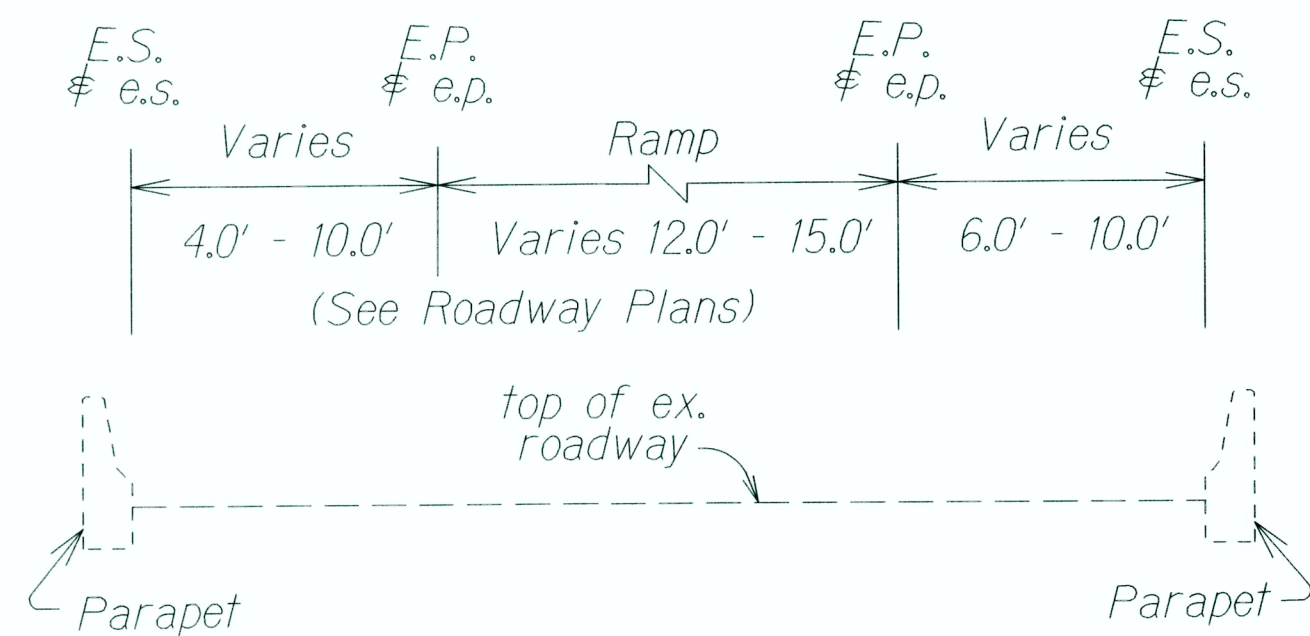 E.S.
& e.s.
E.P.
& e.p.
E.P.
& e.p.
E.S.
& e.s.
Varies
Ramp
Varies
4.0' - 10.0'
Varies 12.0' - 15.0'
6.0' - 10.0'
(See Roadway Plans)
top of ex.
roadway
Parapet
Parapet